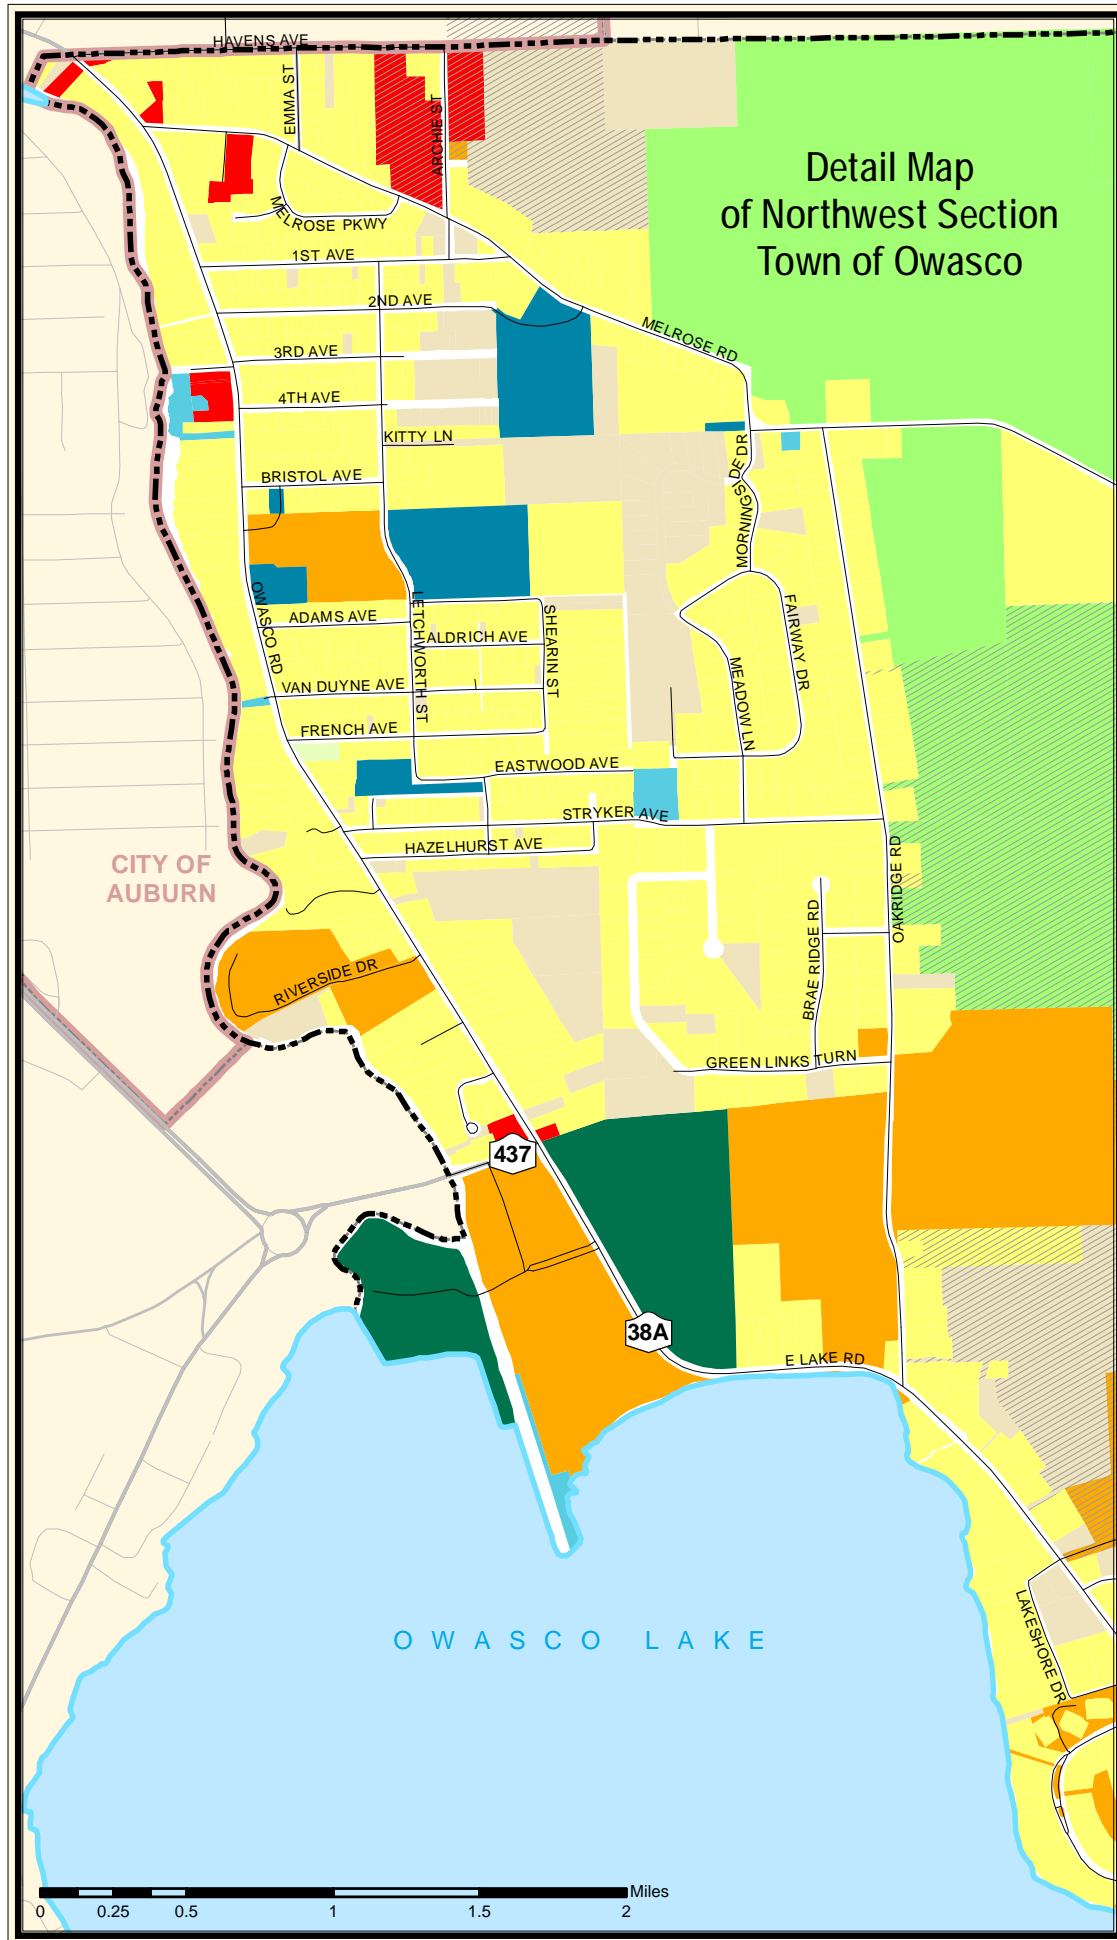 HAVENS AVE
EMMA ST
ARCHIE ST
Detail Map
of Northwest Section
Town of Owasco
MELROSE PKWY
1ST AVE
2ND AVE
MELROSE RD
3RD AVE
4TH AVE
KITTY LN
BRISTOL AVE
MORNINGSIDE DR
OWASCO RD
ADAMS AVE
LETCHWORTH ST
ALDRICH AVE
SHEARIN ST
FAIRWAY DR
MEADOW LN
VAN DUYNE AVE
FRENCH AVE
EASTWOOD AVE
STRYKER AVE
HAZELHURST AVE
CITY OF
AUBURN
OAKRIDGE RD
BRAE RIDGE RD
RIVERSIDE DR
GREEN LINKS TURN
437
38A
E LAKE RD
LAKESHORE DR
OWASCO LAKE
Miles
0 0.25 0.5 1 1.5 2